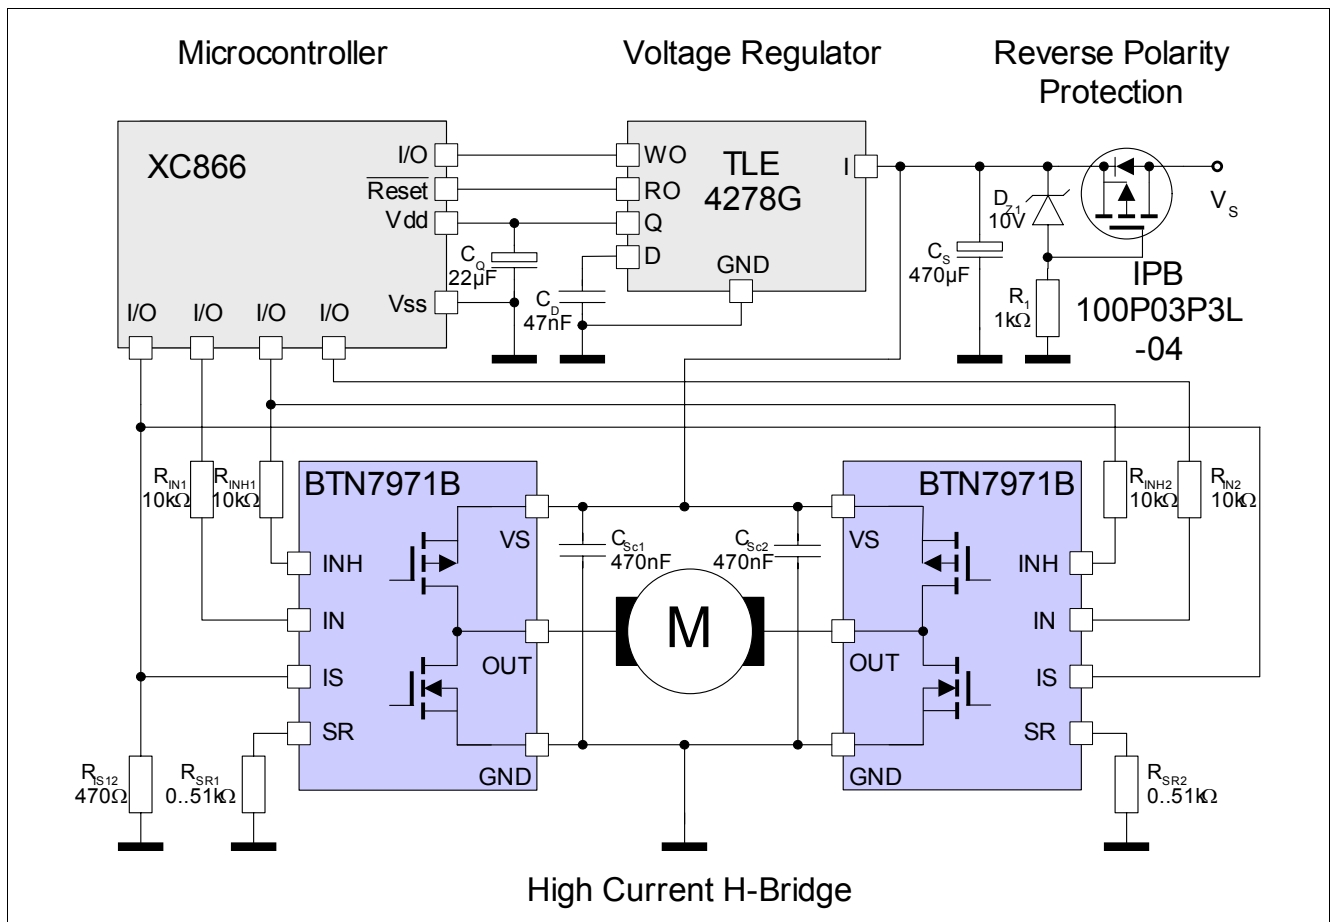 Microcontroller
Voltage Regulator
Reverse Polarity
Protection
XC866
I/O
Reset
Vdd
Vss
I/O
I/O
I/O
I/O
WO
RO
Q
D
TLE
4278G
I
GND
C_Q
22µF
C_D
47nF
C_S
470µF
D_Z1
10V
R_1
1kΩ
V_S
IPB
100P03P3L
-04
R_IN1
10kΩ
R_INH1
10kΩ
BTN7971B
INH
IN
IS
SR
VS
OUT
GND
C_Sc1
470nF
C_Sc2
470nF
M
BTN7971B
VS
OUT
GND
INH
IN
IS
SR
R_INH2
10kΩ
R_IN2
10kΩ
R_IS12
470Ω
R_SR1
0..51kΩ
R_SR2
0..51kΩ
High Current H-Bridge